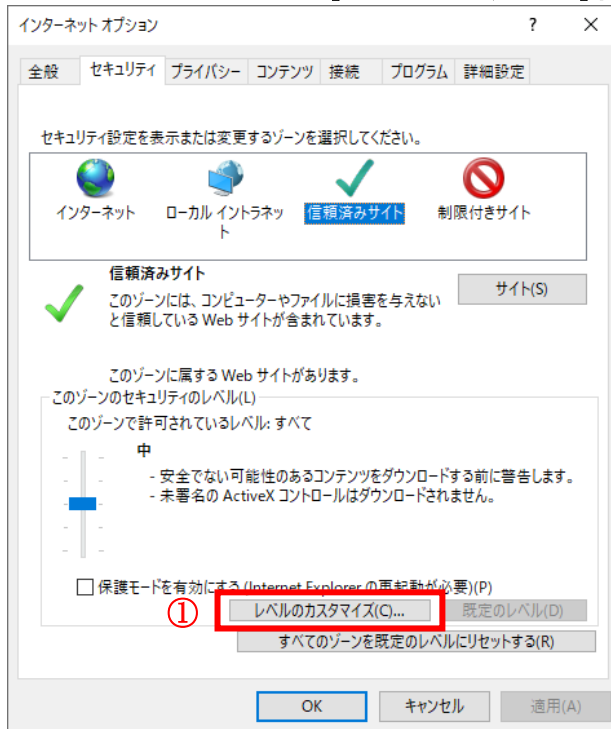 インターネット オプション ? ×
全般 セキュリティ プライバシー コンテンツ 接続 プログラム 詳細設定
セキュリティ設定を表示または変更するゾーンを選択してください。
インターネット ローカル イントラネッ 信頼済みサイト 制限付きサイト
ト
信頼済みサイト
サイト(S)
このゾーンには、コンピューターやファイルに損害を与えない
と信頼している Web サイトが含まれています。
このゾーンに属する Web サイトがあります。
このゾーンのセキュリティのレベル(L)
このゾーンで許可されているレベル: すべて
中
- 安全でない可能性のあるコンテンツをダウンロードする前に警告します。
- 未署名の ActiveX コントロールはダウンロードされません。
保護モードを有効にする (Internet Explorer の再起動が必要)(P)
① レベルのカスタマイズ(C)... 既定のレベル(D)
すべてのゾーンを既定のレベルにリセットする(R)
OK キャンセル 適用(A)